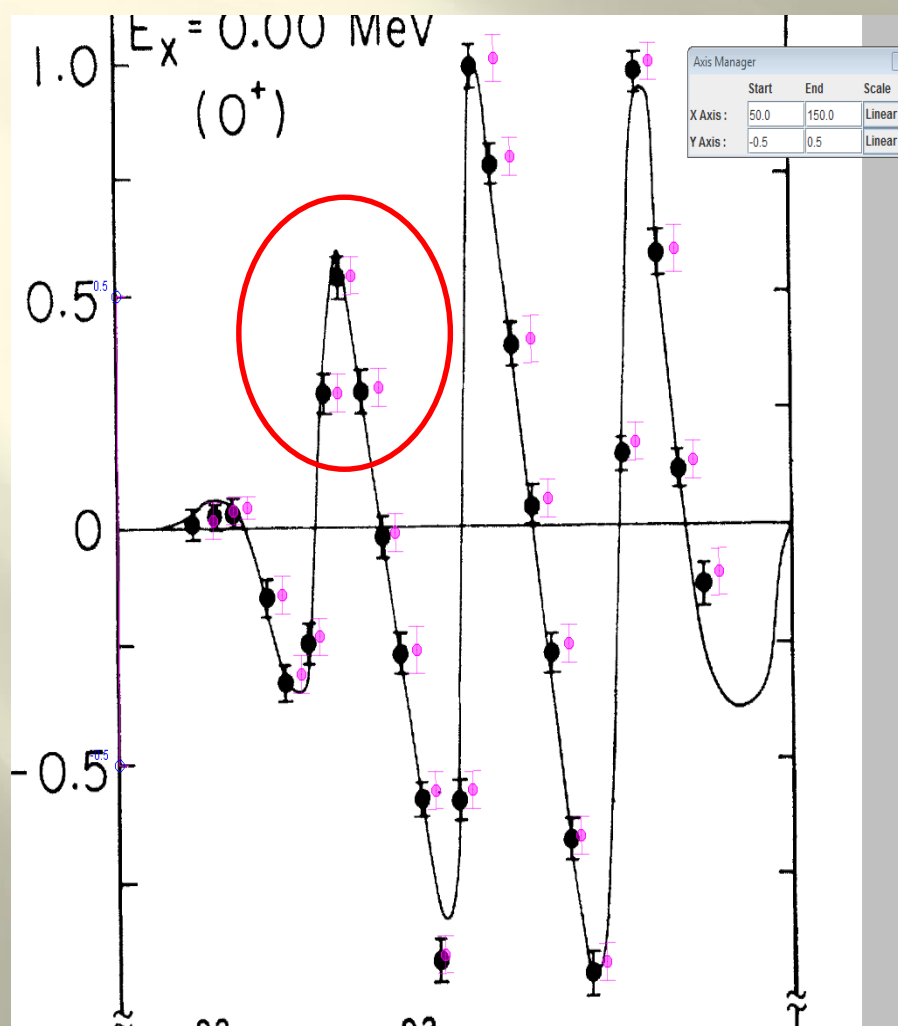 Eₓ = 0.00 MeV
(0⁺)
1.0
0.5
0.5
0
-0.5
-0.5
Axis Manager
Start End Scale
X Axis : 50.0 150.0 Linear
Y Axis : -0.5 0.5 Linear